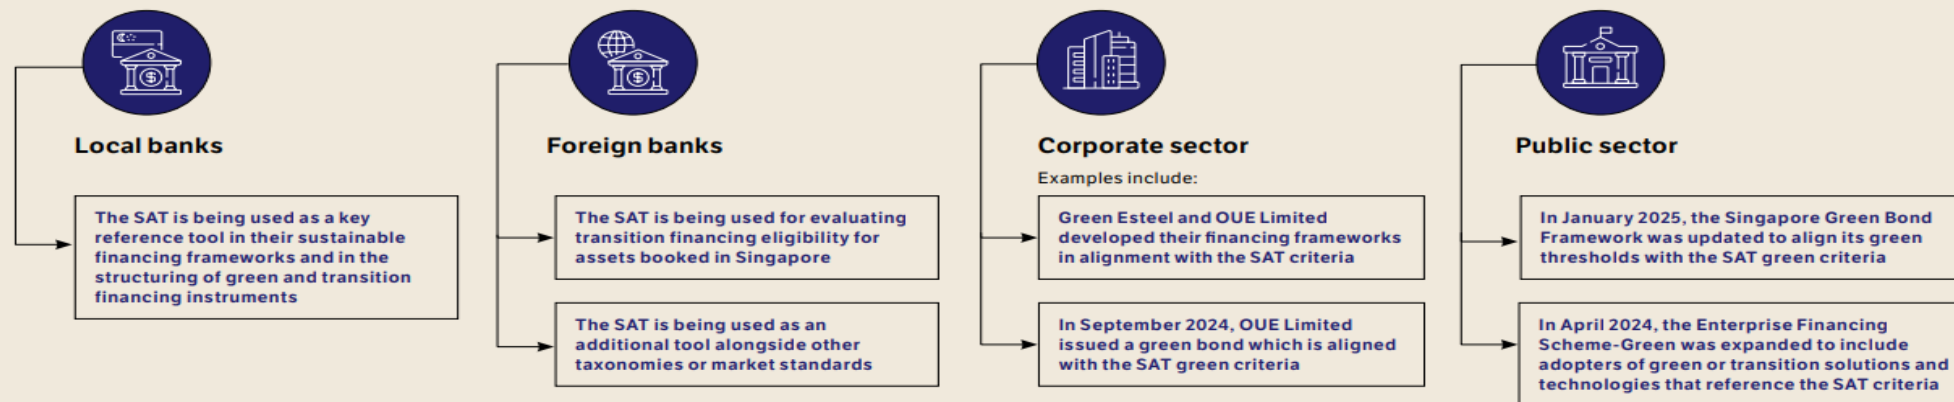 Local banks
The SAT is being used as a key
reference tool in their sustainable
financing frameworks and in the
structuring of green and transition
financing instruments
Foreign banks
The SAT is being used for evaluating
transition financing eligibility for
assets booked in Singapore
The SAT is being used as an
additional tool alongside other
taxonomies or market standards
Corporate sector
Examples include:
Green Esteel and OUE Limited
developed their financing frameworks
in alignment with the SAT criteria
In September 2024, OUE Limited
issued a green bond which is aligned
with the SAT green criteria
Public sector
In January 2025, the Singapore Green Bond
Framework was updated to align its green
thresholds with the SAT green criteria
In April 2024, the Enterprise Financing
Scheme-Green was expanded to include
adopters of green or transition solutions and
technologies that reference the SAT criteria